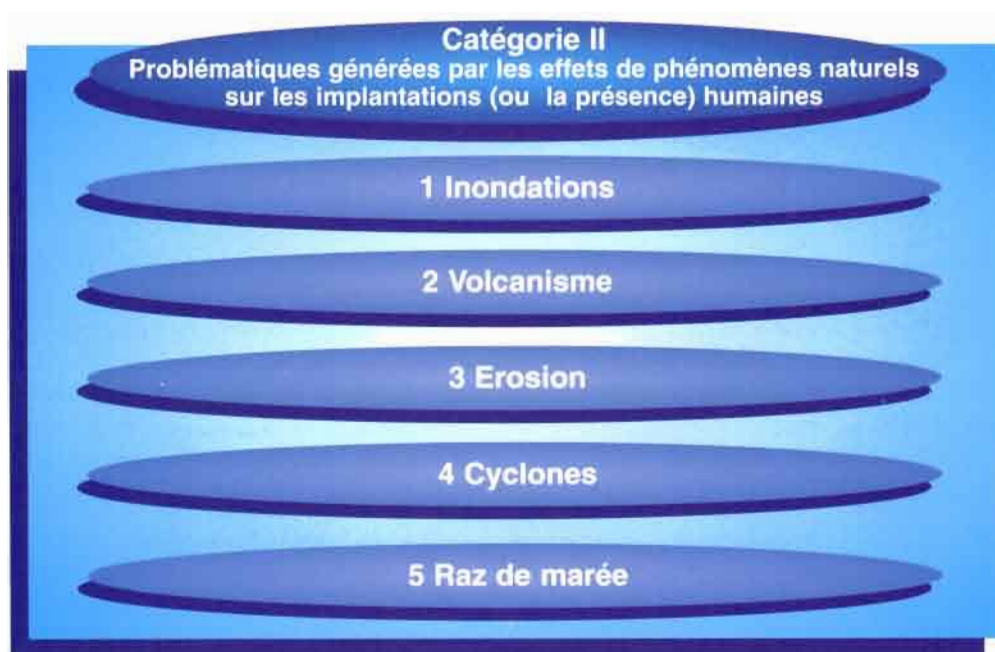 Catégorie II
Problématiques générées par les effets de phénomènes naturels
sur les implantations (ou la présence) humaines
1 Inondations
2 Volcanisme
3 Erosion
4 Cyclones
5 Raz de marée